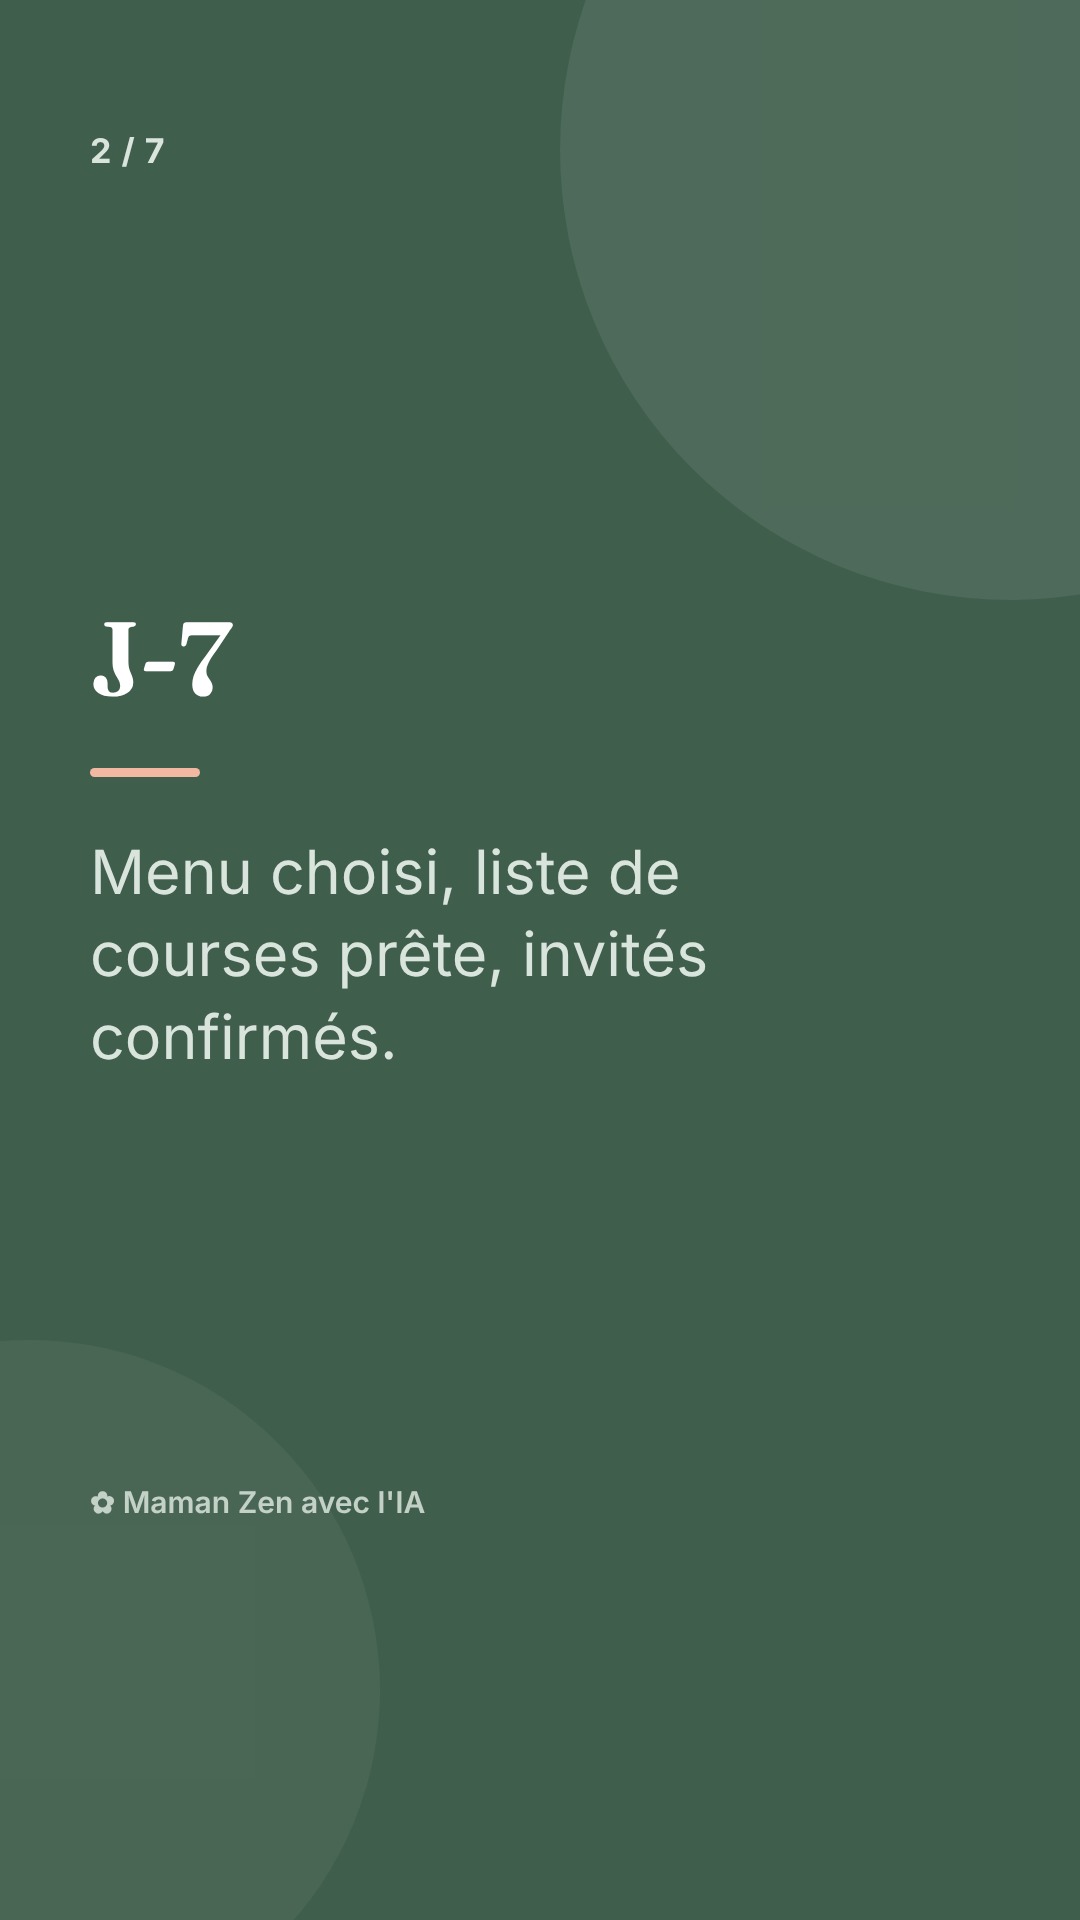 2 / 7
J-7
Menu choisi, liste de
courses prête, invités
confirmés.
✿ Maman Zen avec l'IA